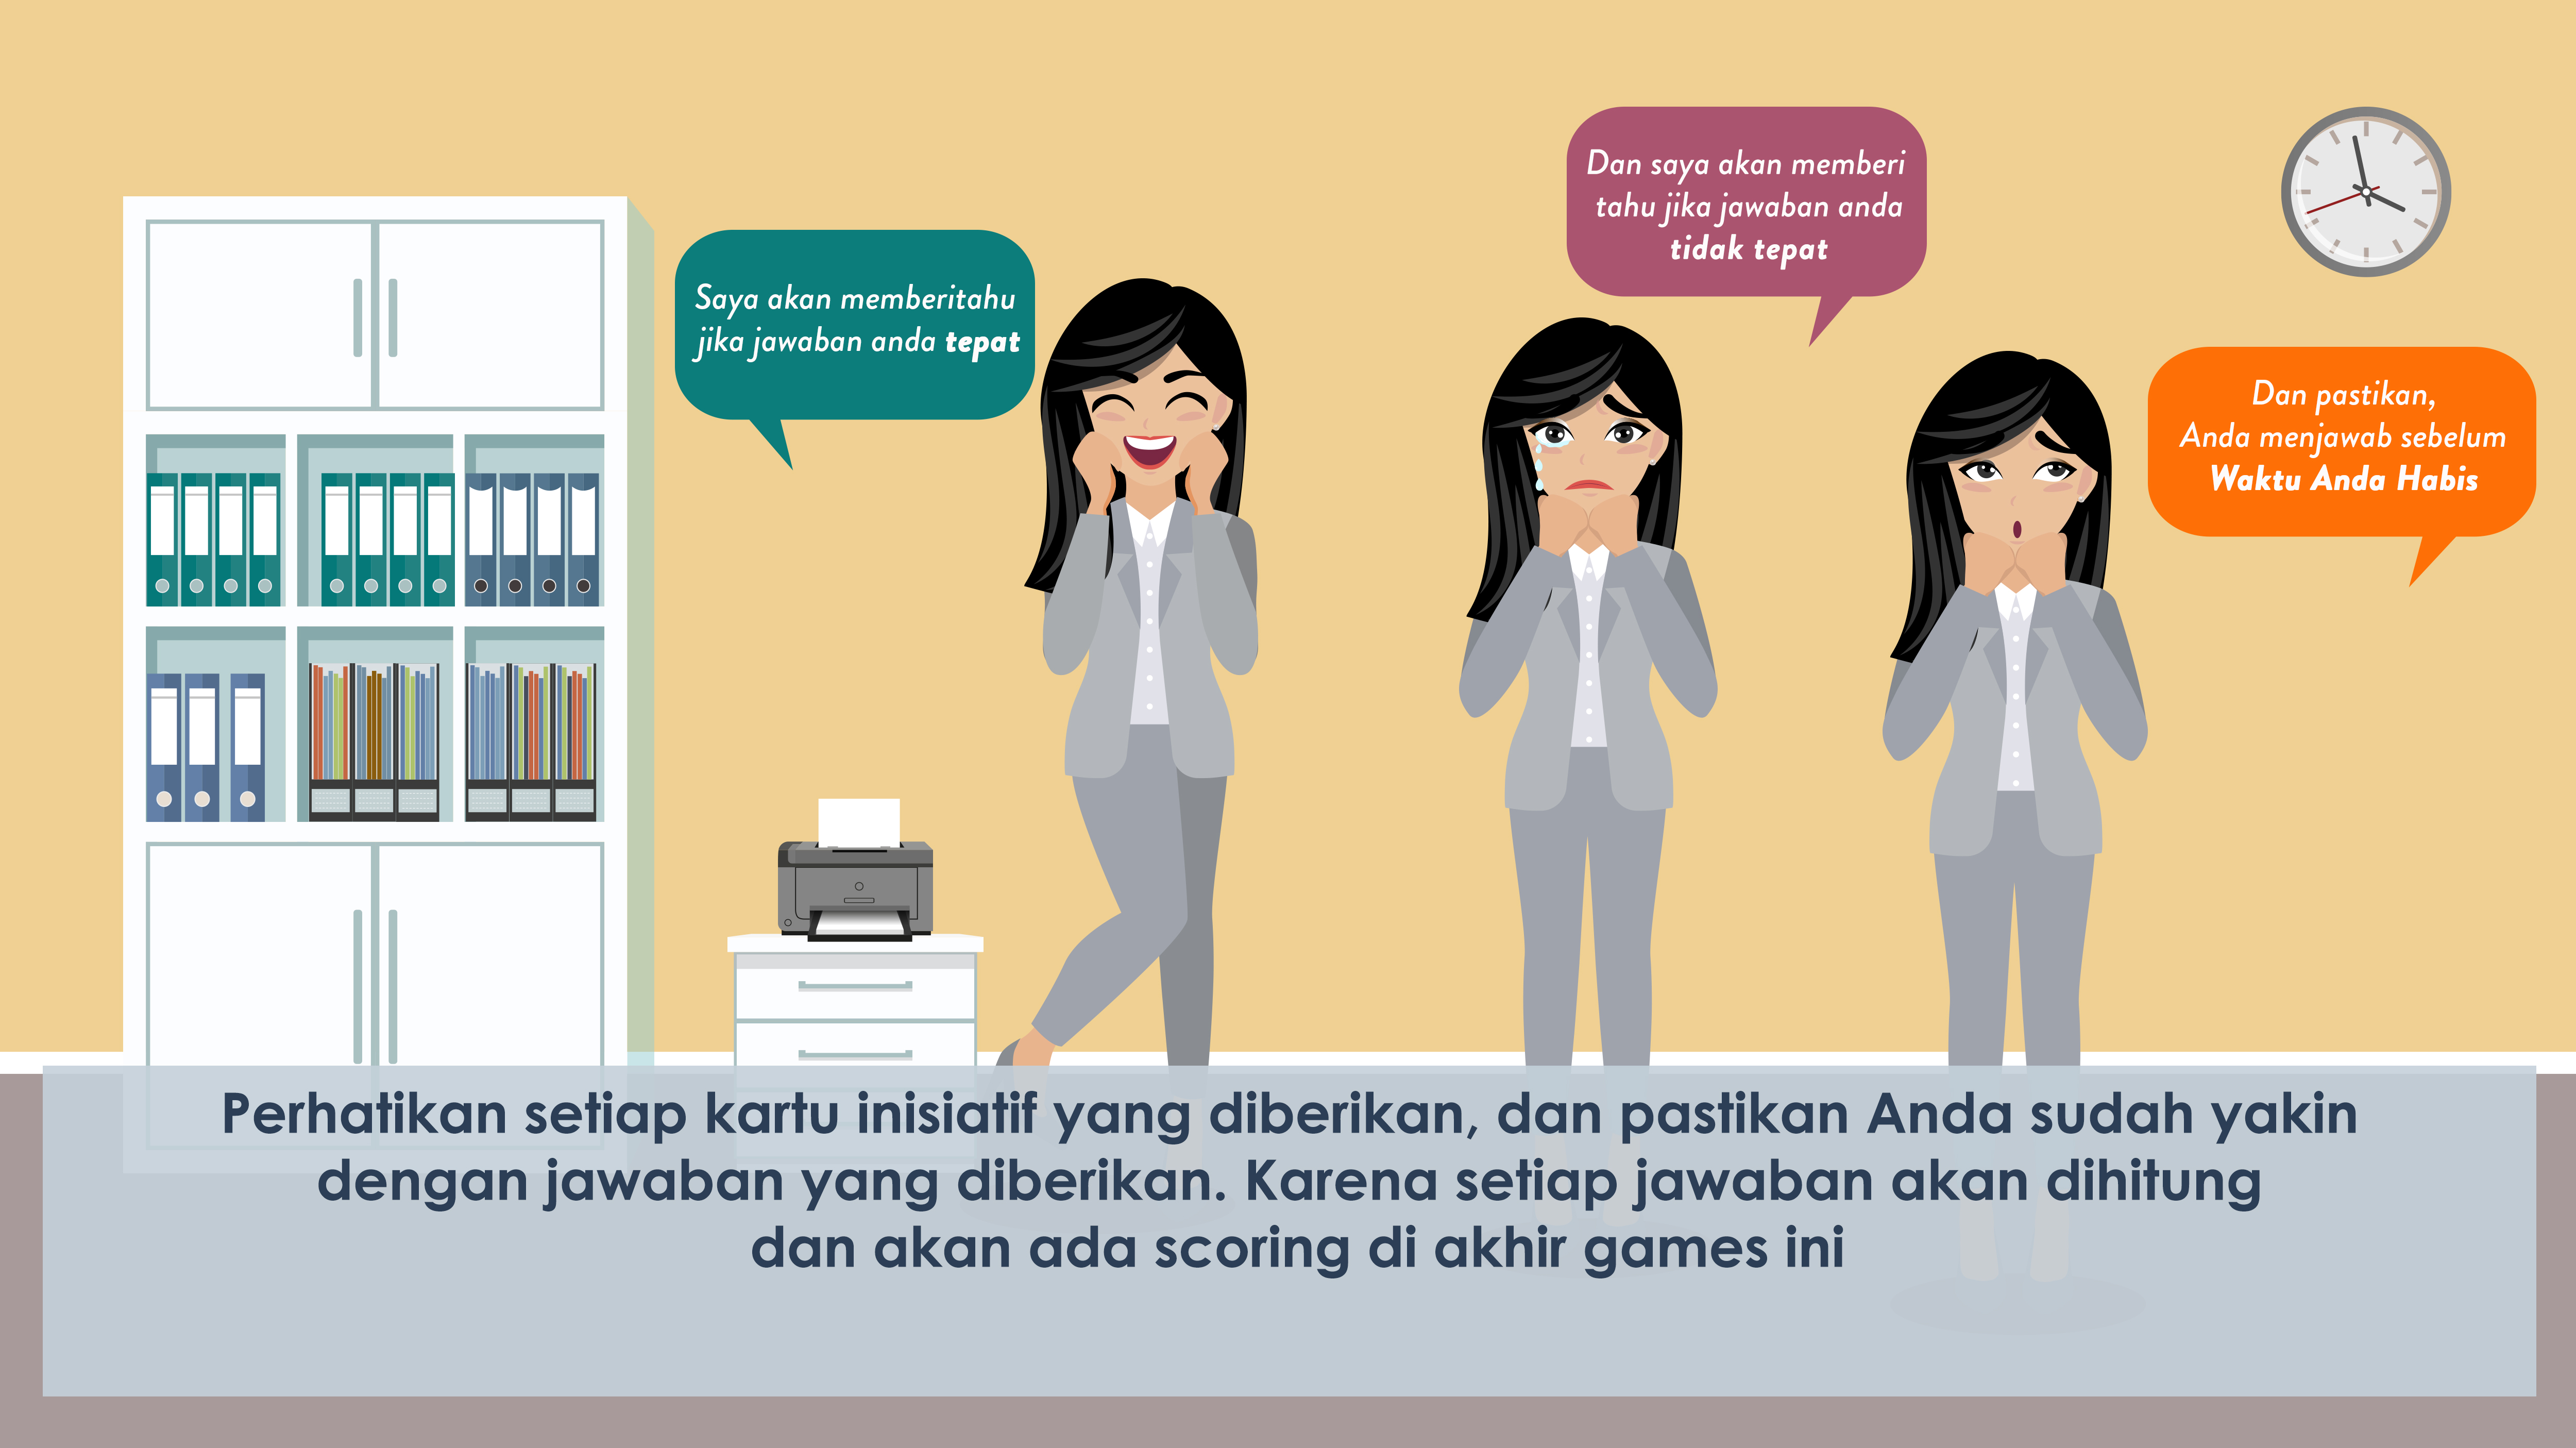 Saya akan memberitahu
jika jawaban anda tepat
Dan saya akan memberi
tahu jika jawaban anda
tidak tepat
Dan pastikan,
Anda menjawab sebelum
Waktu Anda Habis
Perhatikan setiap kartu inisiatif yang diberikan, dan pastikan Anda sudah yakin
dengan jawaban yang diberikan. Karena setiap jawaban akan dihitung
dan akan ada scoring di akhir games ini